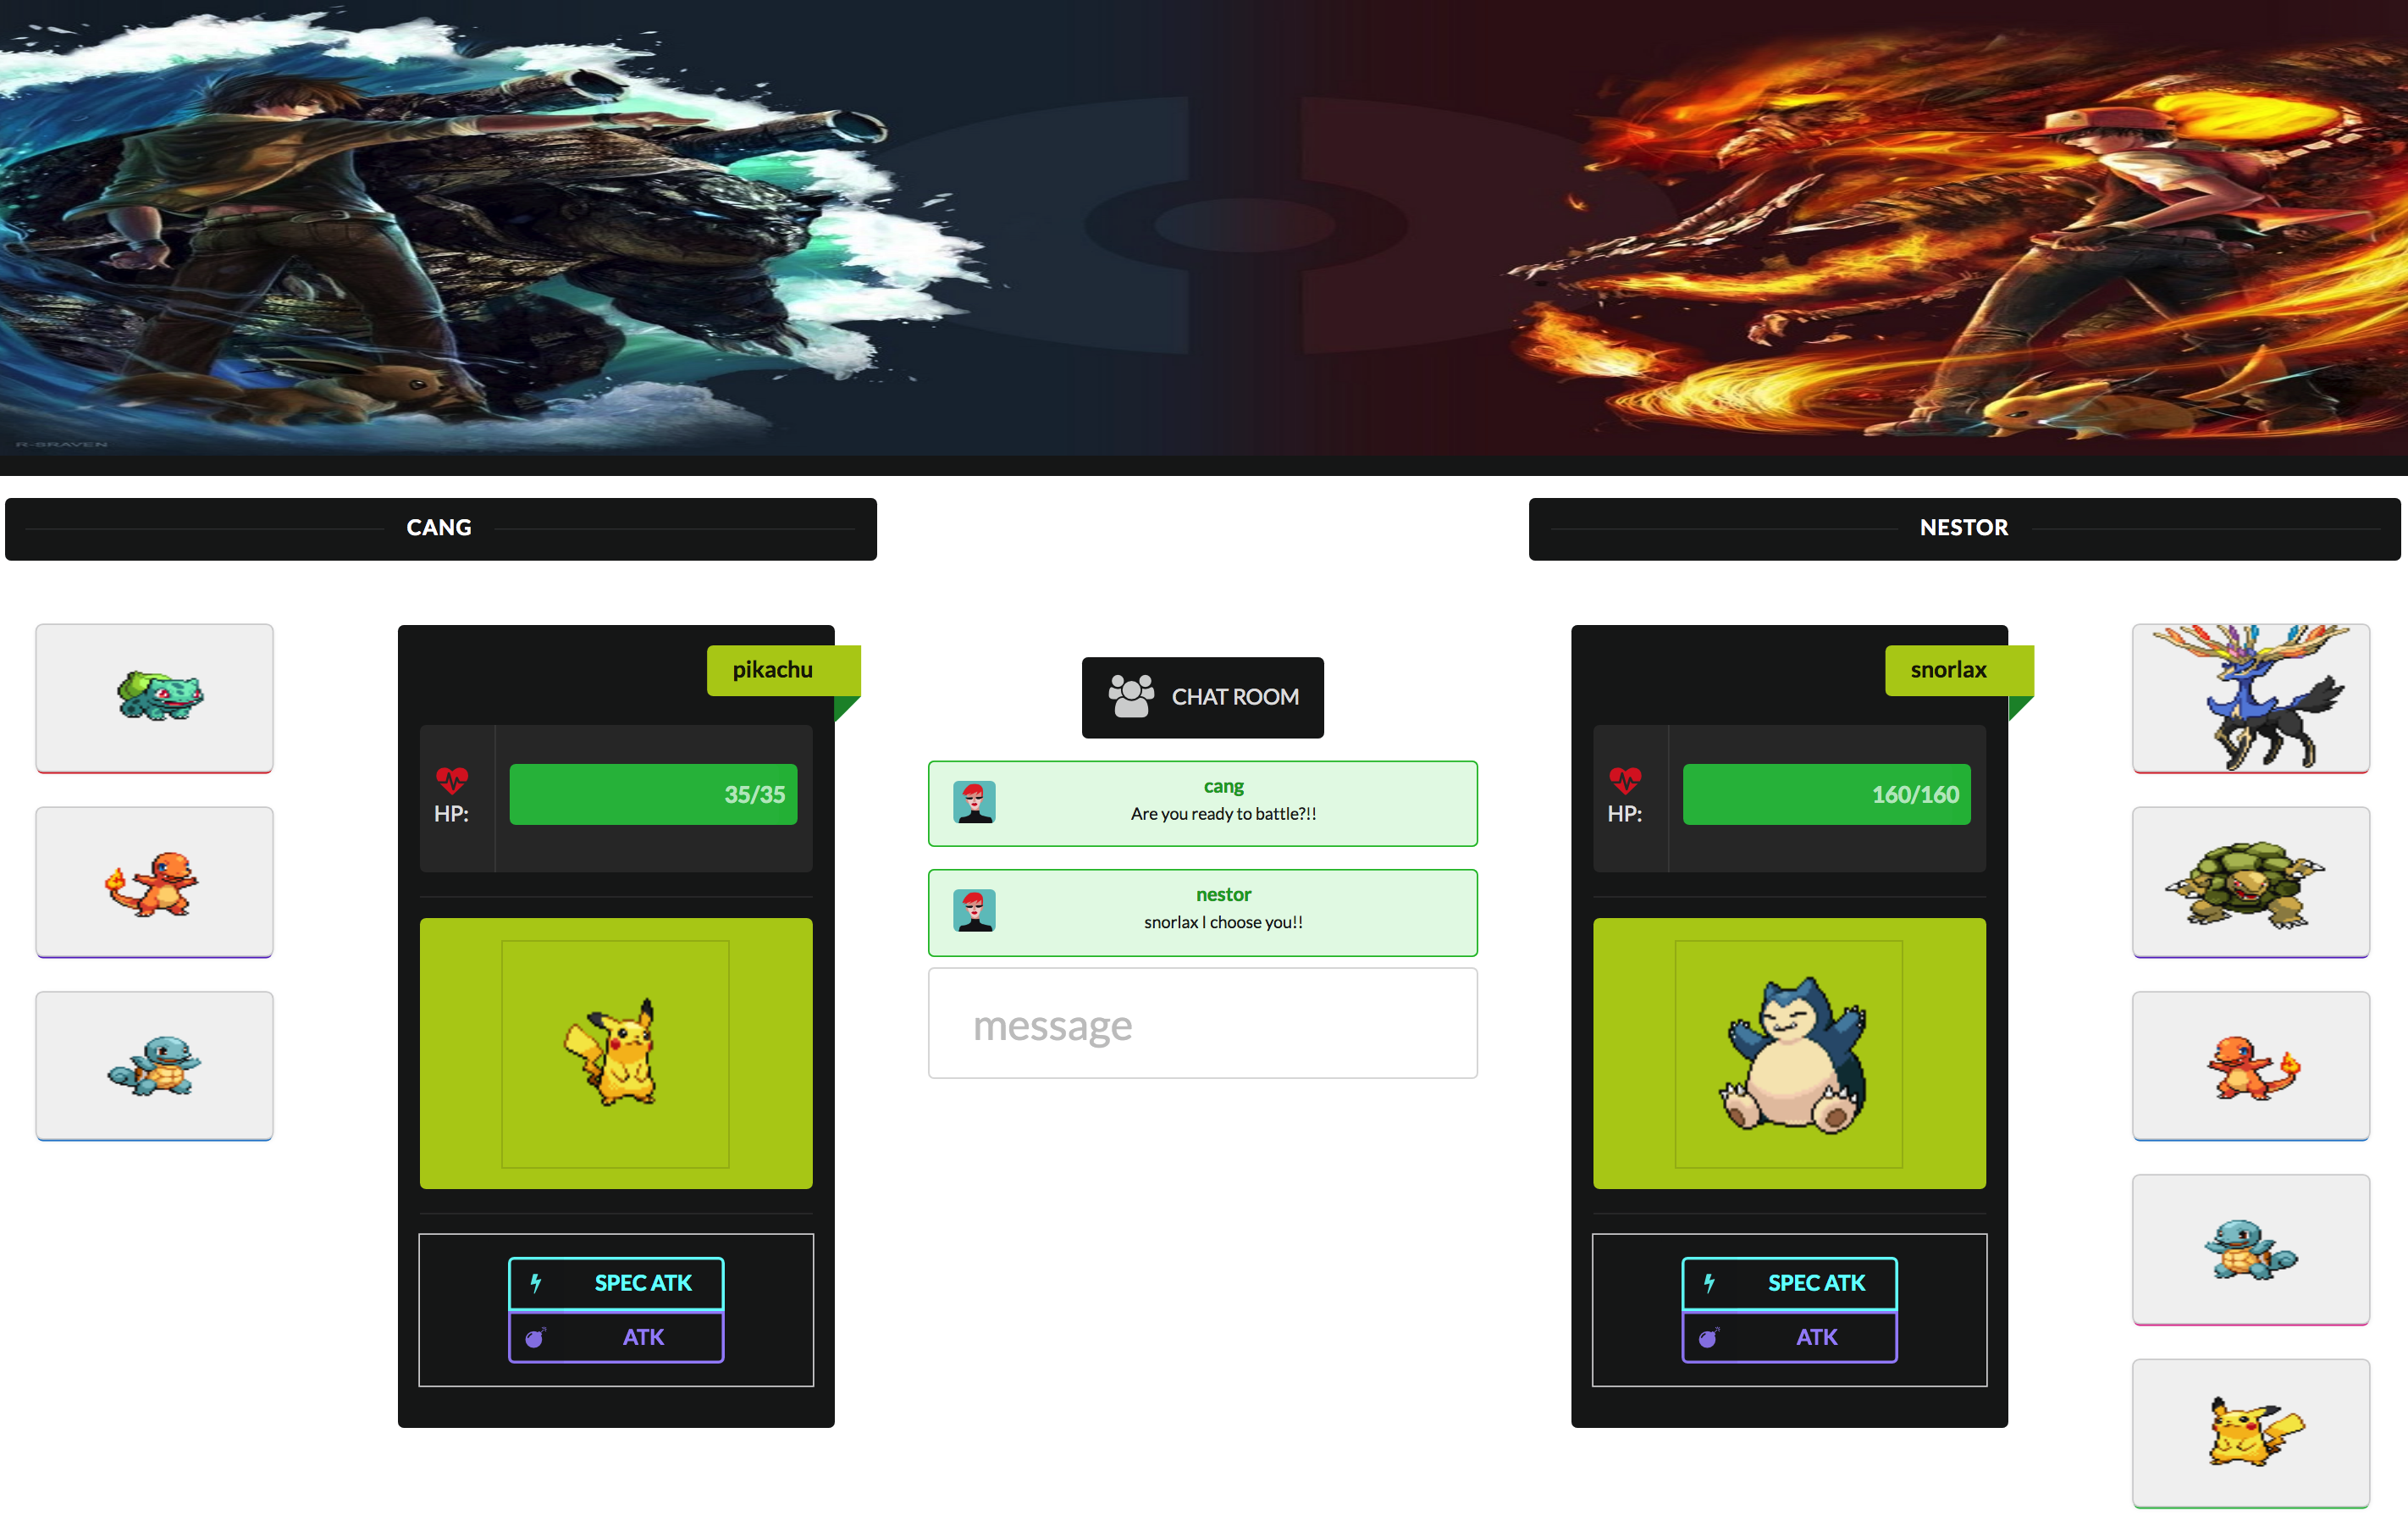 R-BRAVEN
CANG
NESTOR
pikachu
HP:
35/35
SPEC ATK
ATK
CHAT ROOM
cang
Are you ready to battle?!!
nestor
snorlax I choose you!!
message
snorlax
HP:
160/160
SPEC ATK
ATK